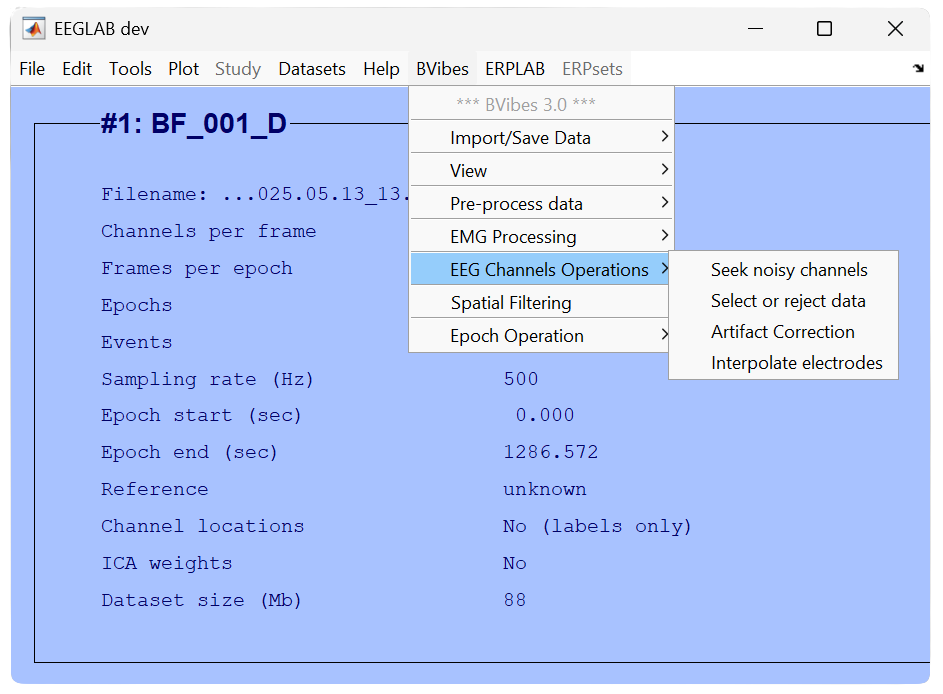 EEGLAB dev
File Edit Tools Plot Study Datasets Help BVibes ERPLAB ERPsets
*** BVibes 3.0 ***
Import/Save Data
View
Pre-process data
EMG Processing
EEG Channels Operations
Spatial Filtering
Epoch Operation
Seek noisy channels
Select or reject data
Artifact Correction
Interpolate electrodes
#1: BF_001_D
Filename: ...025.05.13_13.
Channels per frame
Frames per epoch
Epochs
Events
Sampling rate (Hz) 500
Epoch start (sec) 0.000
Epoch end (sec) 1286.572
Reference unknown
Channel locations No (labels only)
ICA weights No
Dataset size (Mb) 88